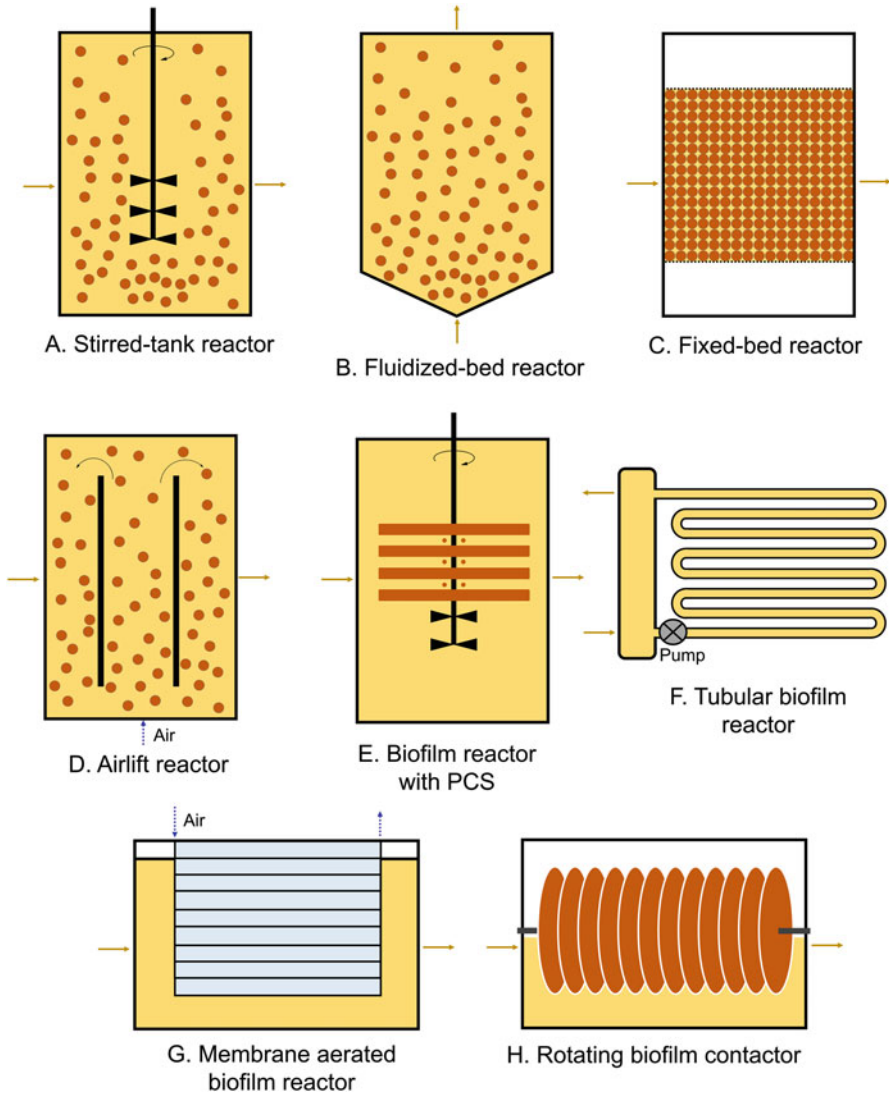 A. Stirred-tank reactor
B. Fluidized-bed reactor
C. Fixed-bed reactor
Air
D. Airlift reactor
E. Biofilm reactor
with PCS
Pump
F. Tubular biofilm
reactor
Air
G. Membrane aerated
biofilm reactor
H. Rotating biofilm contactor